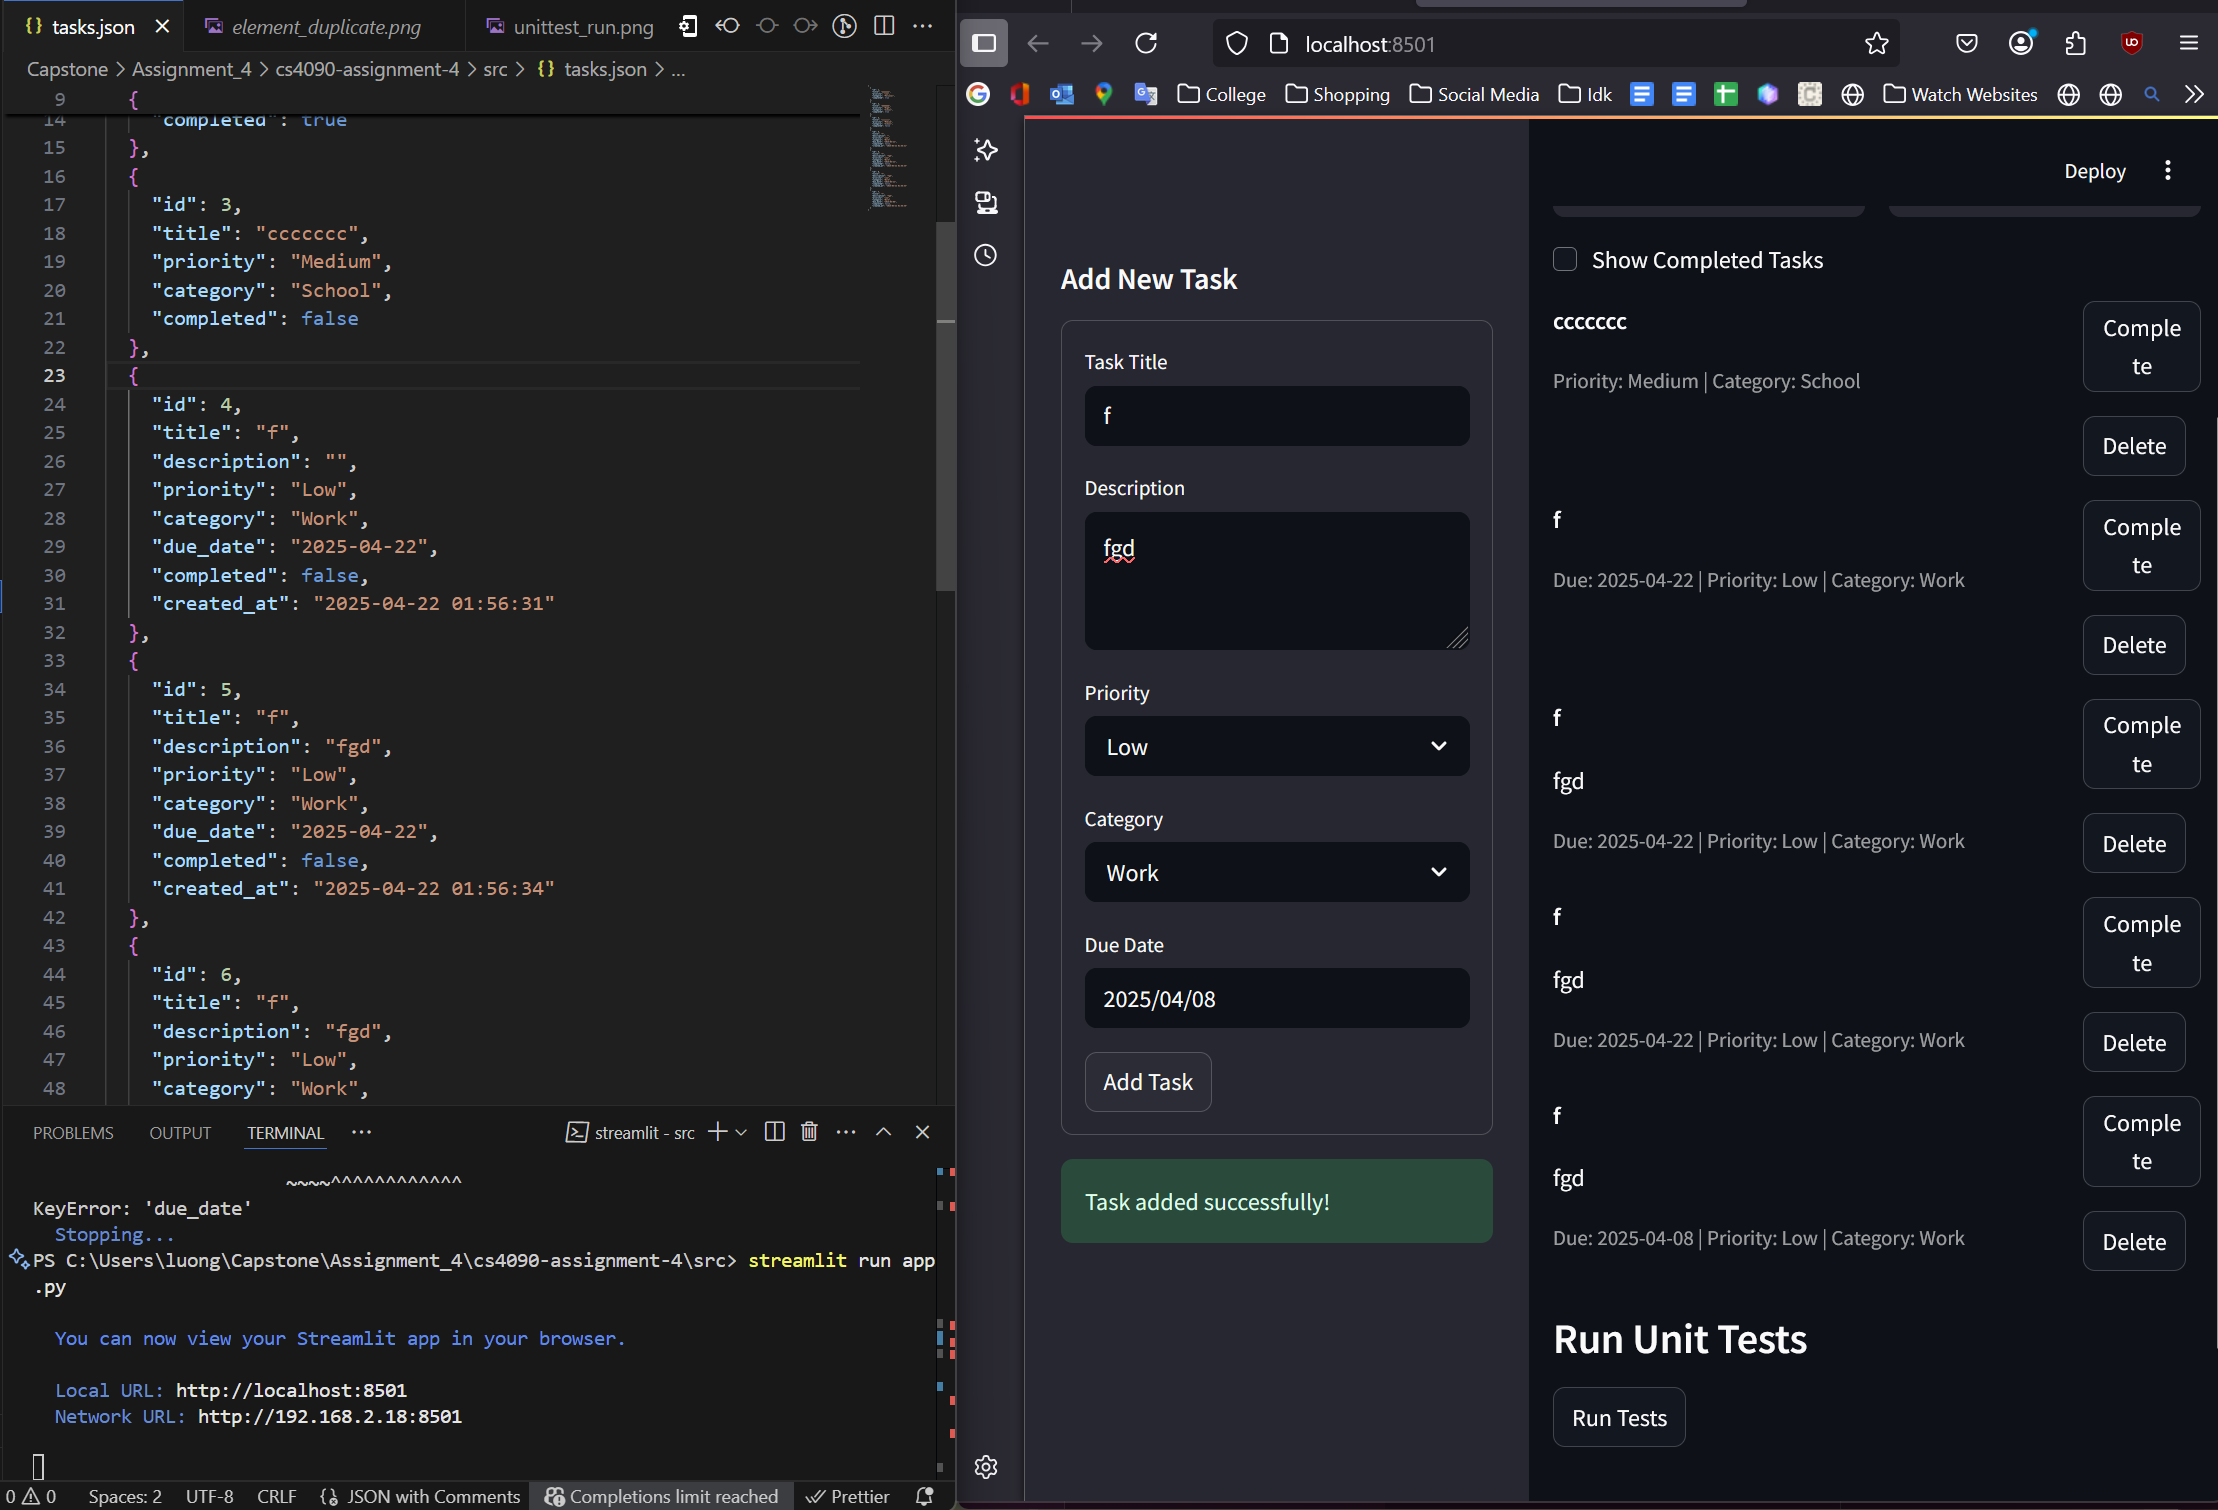 {} tasks.json
element_duplicate.png
unittest_run.png
Capstone > Assignment_4 > cs4090-assignment-4 > src > {} tasks.json > ...
9 {
14 "completed": true
15 },
16 {
17 "id": 3,
18 "title": "ccccccc",
19 "priority": "Medium",
20 "category": "School",
21 "completed": false
22 },
23 {
24 "id": 4,
25 "title": "f",
26 "description": "",
27 "priority": "Low",
28 "category": "Work",
29 "due_date": "2025-04-22",
30 "completed": false,
31 "created_at": "2025-04-22 01:56:31"
32 },
33 {
34 "id": 5,
35 "title": "f",
36 "description": "fgd",
37 "priority": "Low",
38 "category": "Work",
39 "due_date": "2025-04-22",
40 "completed": false,
41 "created_at": "2025-04-22 01:56:34"
42 },
43 {
44 "id": 6,
45 "title": "f",
46 "description": "fgd",
47 "priority": "Low",
48 "category": "Work",
PROBLEMS OUTPUT TERMINAL ...
streamlit - src
~~~~^^^^^^^^^^^^
KeyError: 'due_date'
Stopping...
PS C:\Users\luong\Capstone\Assignment_4\cs4090-assignment-4\src> streamlit run app
.py
You can now view your Streamlit app in your browser.
Local URL: http://localhost:8501
Network URL: http://192.168.2.18:8501
0 0 Spaces: 2 UTF-8 CRLF {} JSON with Comments Completions limit reached Prettier
localhost:8501
College Shopping Social Media Idk Watch Websites
Deploy
Add New Task
Task Title
f
Description
fgd
Priority
Low
Category
Work
Due Date
2025/04/08
Add Task
Task added successfully!
Show Completed Tasks
ccccccc
Comple
te
Priority: Medium | Category: School
Delete
f
Comple
te
Due: 2025-04-22 | Priority: Low | Category: Work
Delete
f
Comple
te
fgd
Due: 2025-04-22 | Priority: Low | Category: Work
Delete
f
Comple
te
fgd
Due: 2025-04-22 | Priority: Low | Category: Work
Delete
f
Comple
te
fgd
Due: 2025-04-08 | Priority: Low | Category: Work
Delete
Run Unit Tests
Run Tests